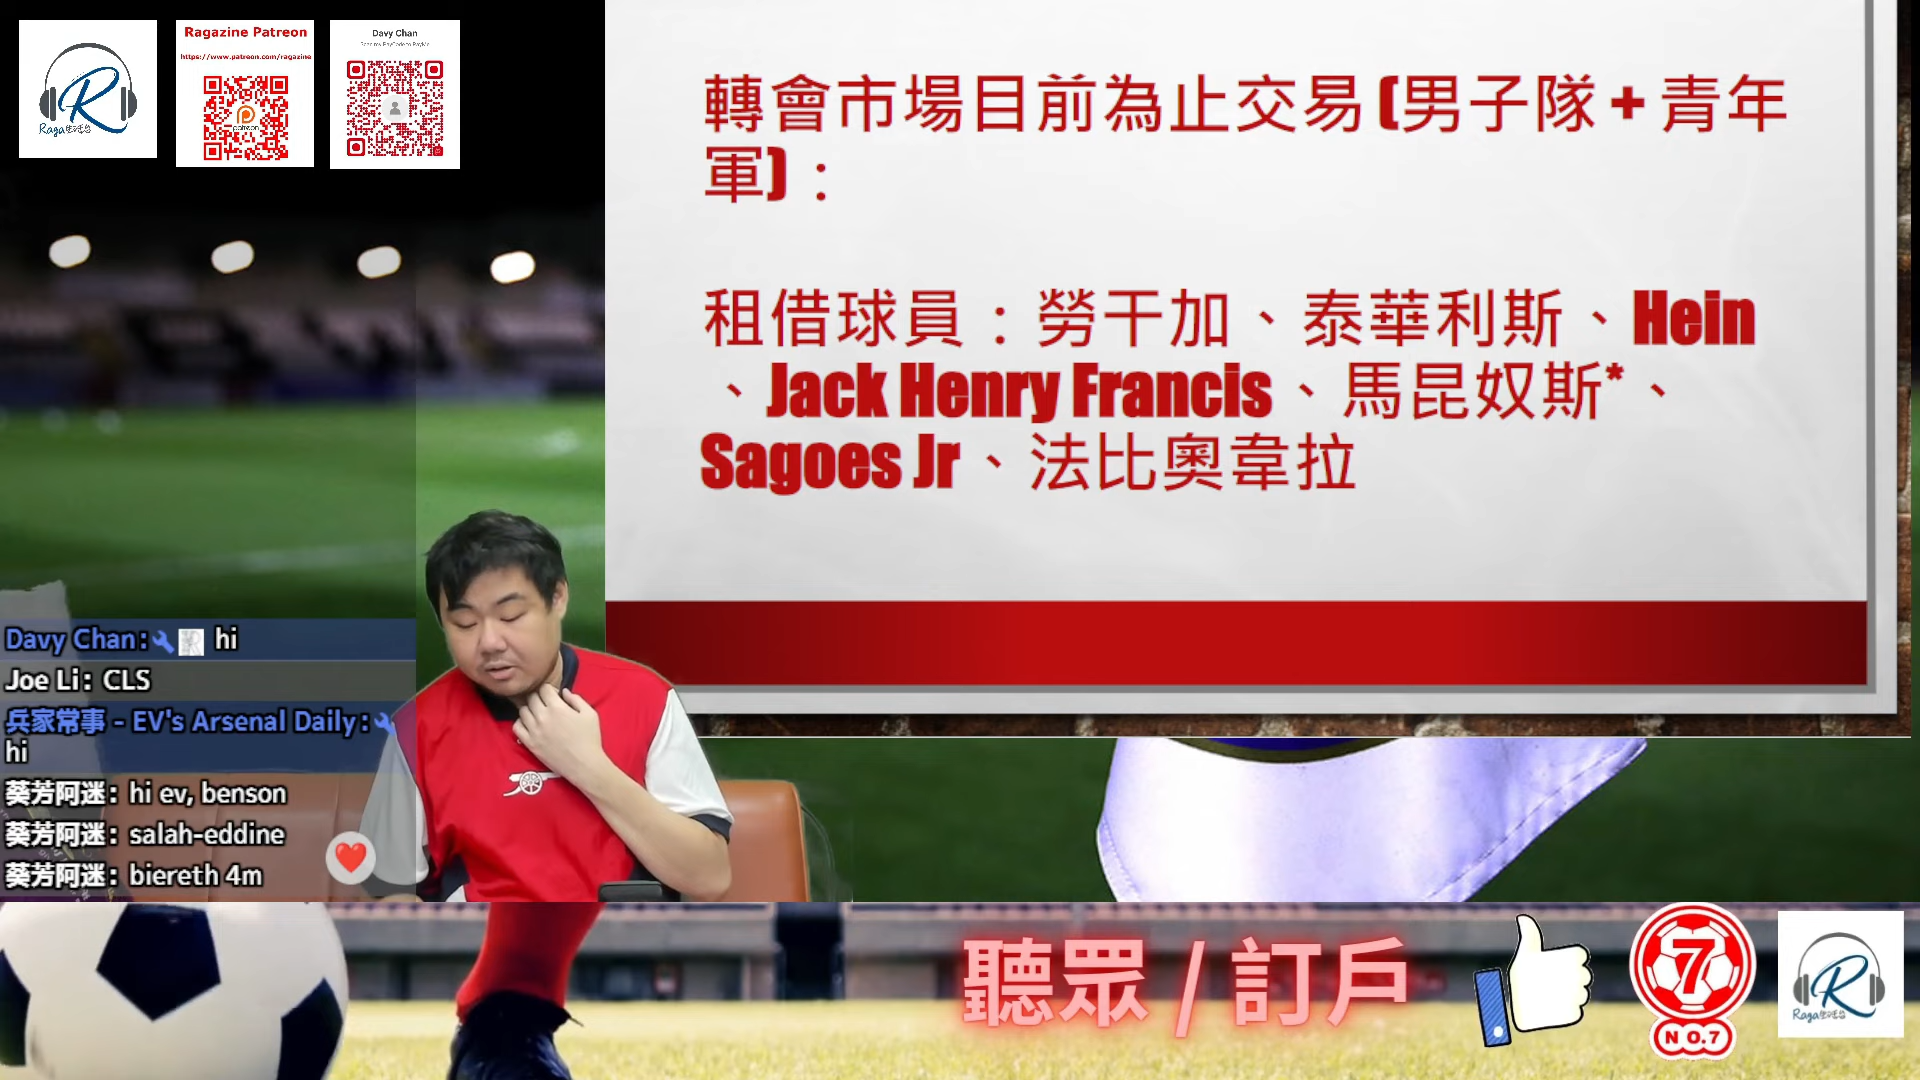 Raga
Ragazine Patreon
https://www.patreon.com/ragazine
patreon
Davy Chan
轉會市場目前為止交易 (男子隊 + 青年
軍)：
租借球員：勞干加、泰華利斯、Hein
、Jack Henry Francis、馬昆奴斯*、
Sagoes Jr、法比奧韋拉
Davy Chan: hi
Joe Li: CLS
兵家常事 - EV's Arsenal Daily:
hi
葵芳阿迷: hi ev, benson
葵芳阿迷: salah-eddine
葵芳阿迷: biereth 4m
聽眾 / 訂戶
7
NO.7
Raga